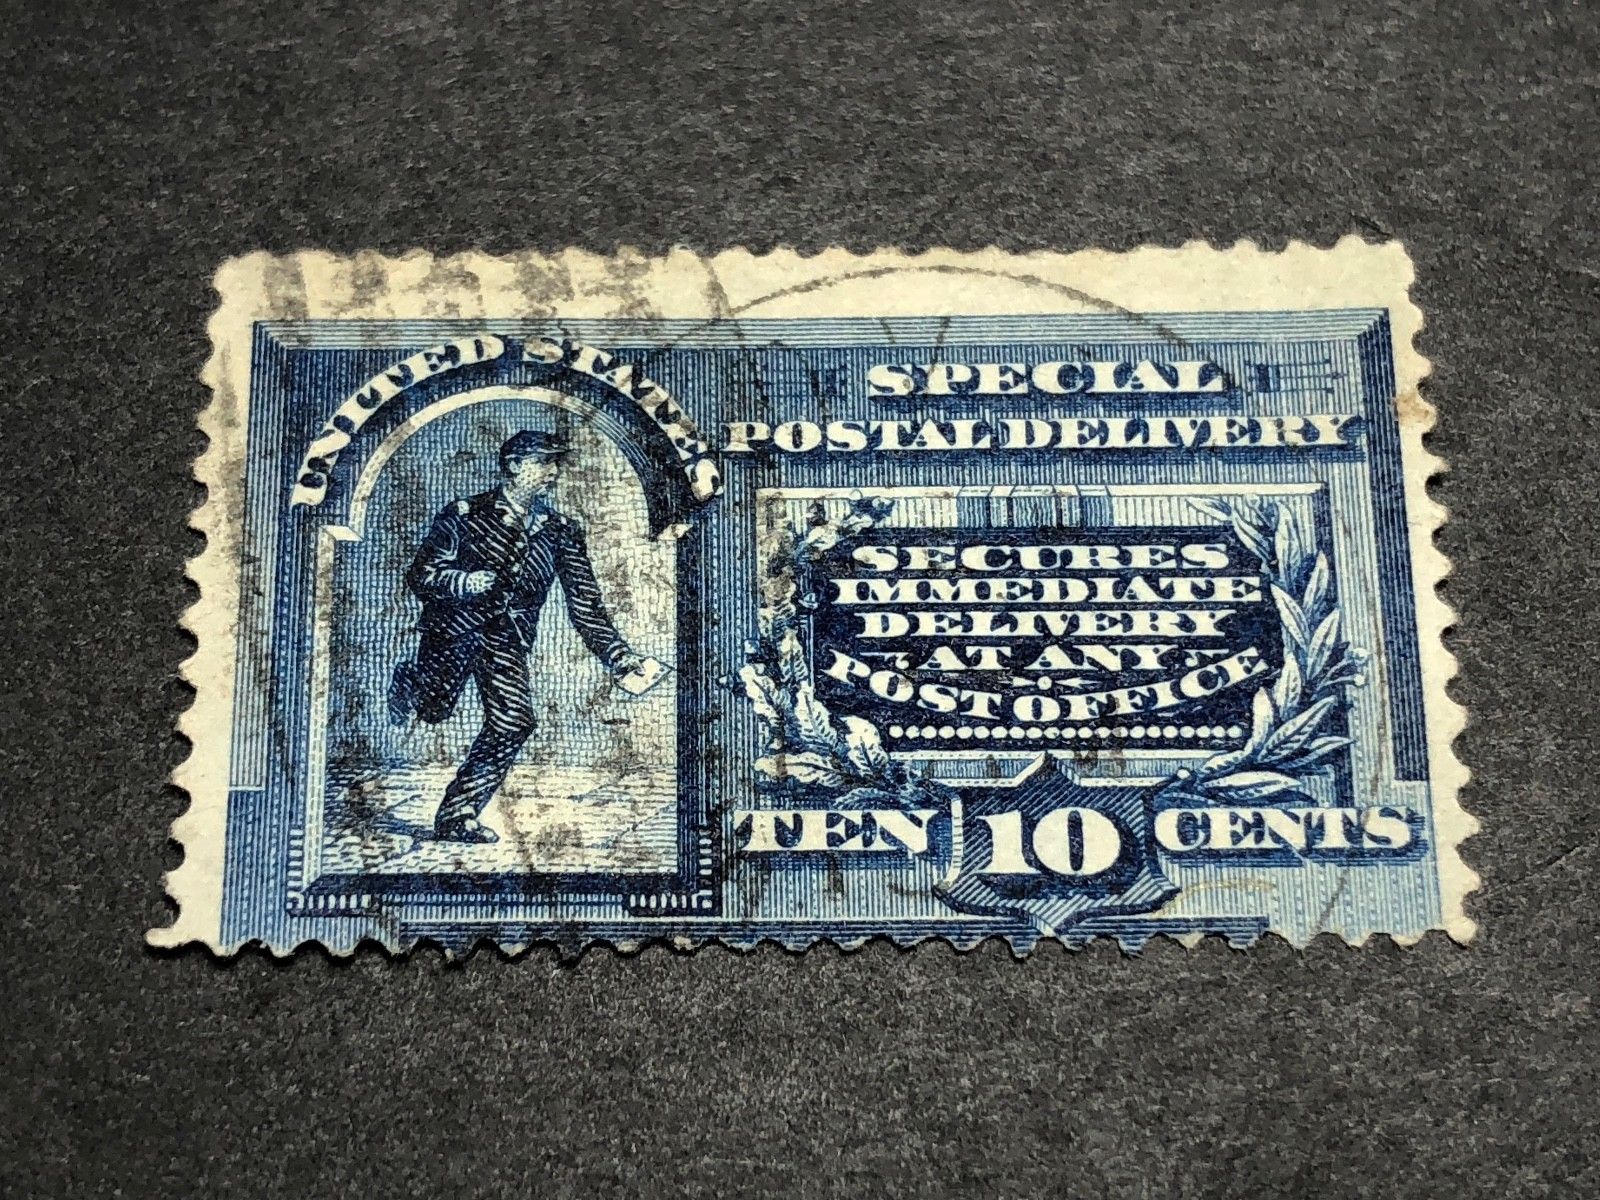 UNITED STATES
SPECIAL
POSTAL DELIVERY
SECURES
IMMEDIATE
DELIVERY
AT ANY
POST OFFICE
TEN 10 CENTS